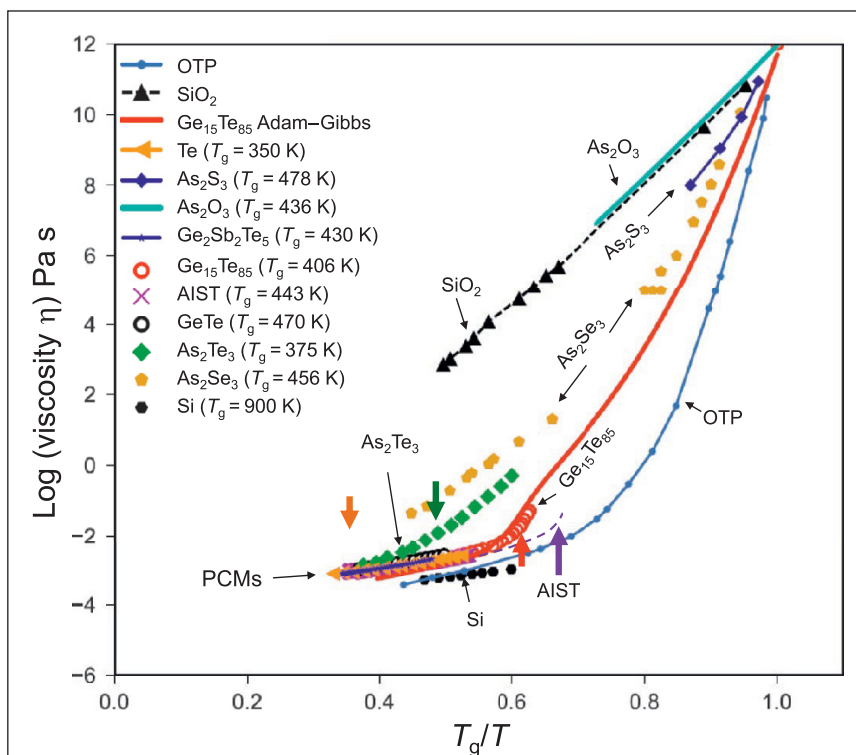 12
10
8
6
4
2
0
−2
−4
−6
Log (viscosity η) Pa s
OTP
SiO₂
Ge₁₅Te₈₅ Adam–Gibbs
Te (Tg = 350 K)
As₂S₃ (Tg = 478 K)
As₂O₃ (Tg = 436 K)
Ge₂Sb₂Te₅ (Tg = 430 K)
Ge₁₅Te₈₅ (Tg = 406 K)
AIST (Tg = 443 K)
GeTe (Tg = 470 K)
As₂Te₃ (Tg = 375 K)
As₂Se₃ (Tg = 456 K)
Si (Tg = 900 K)
As₂O₃
As₂S₃
SiO₂
As₂Se₃
OTP
As₂Te₃
Ge₁₅Te₈₅
PCMs
AIST
Si
0.0 0.2 0.4 0.6 0.8 1.0
Tg/T